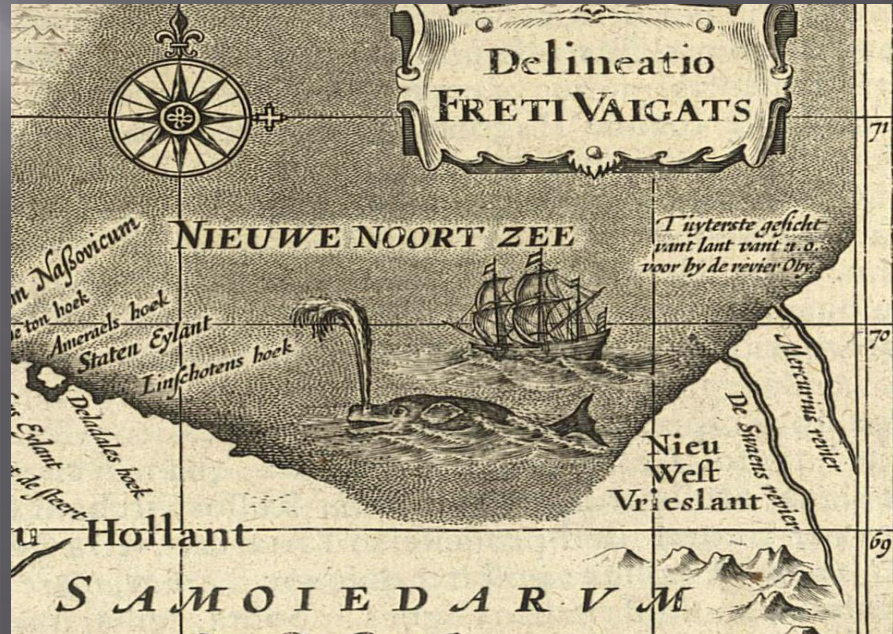 Delineatio
FRETI VAIGATS
71
NIEUWE NOORT ZEE
T'uyterste gesicht
vant lant vant n.o.
voor by de revier Oby.
m Naßovicum
e ton hoek
Ameraels hoek
Staten Eylant
Linschotens hoek
70
Mercurius revier
De Swaens revier
Deladales hoek
Eylant
de steert
Nieu
West
Vrieslant
u Hollant
69
SAMOIEDARVM